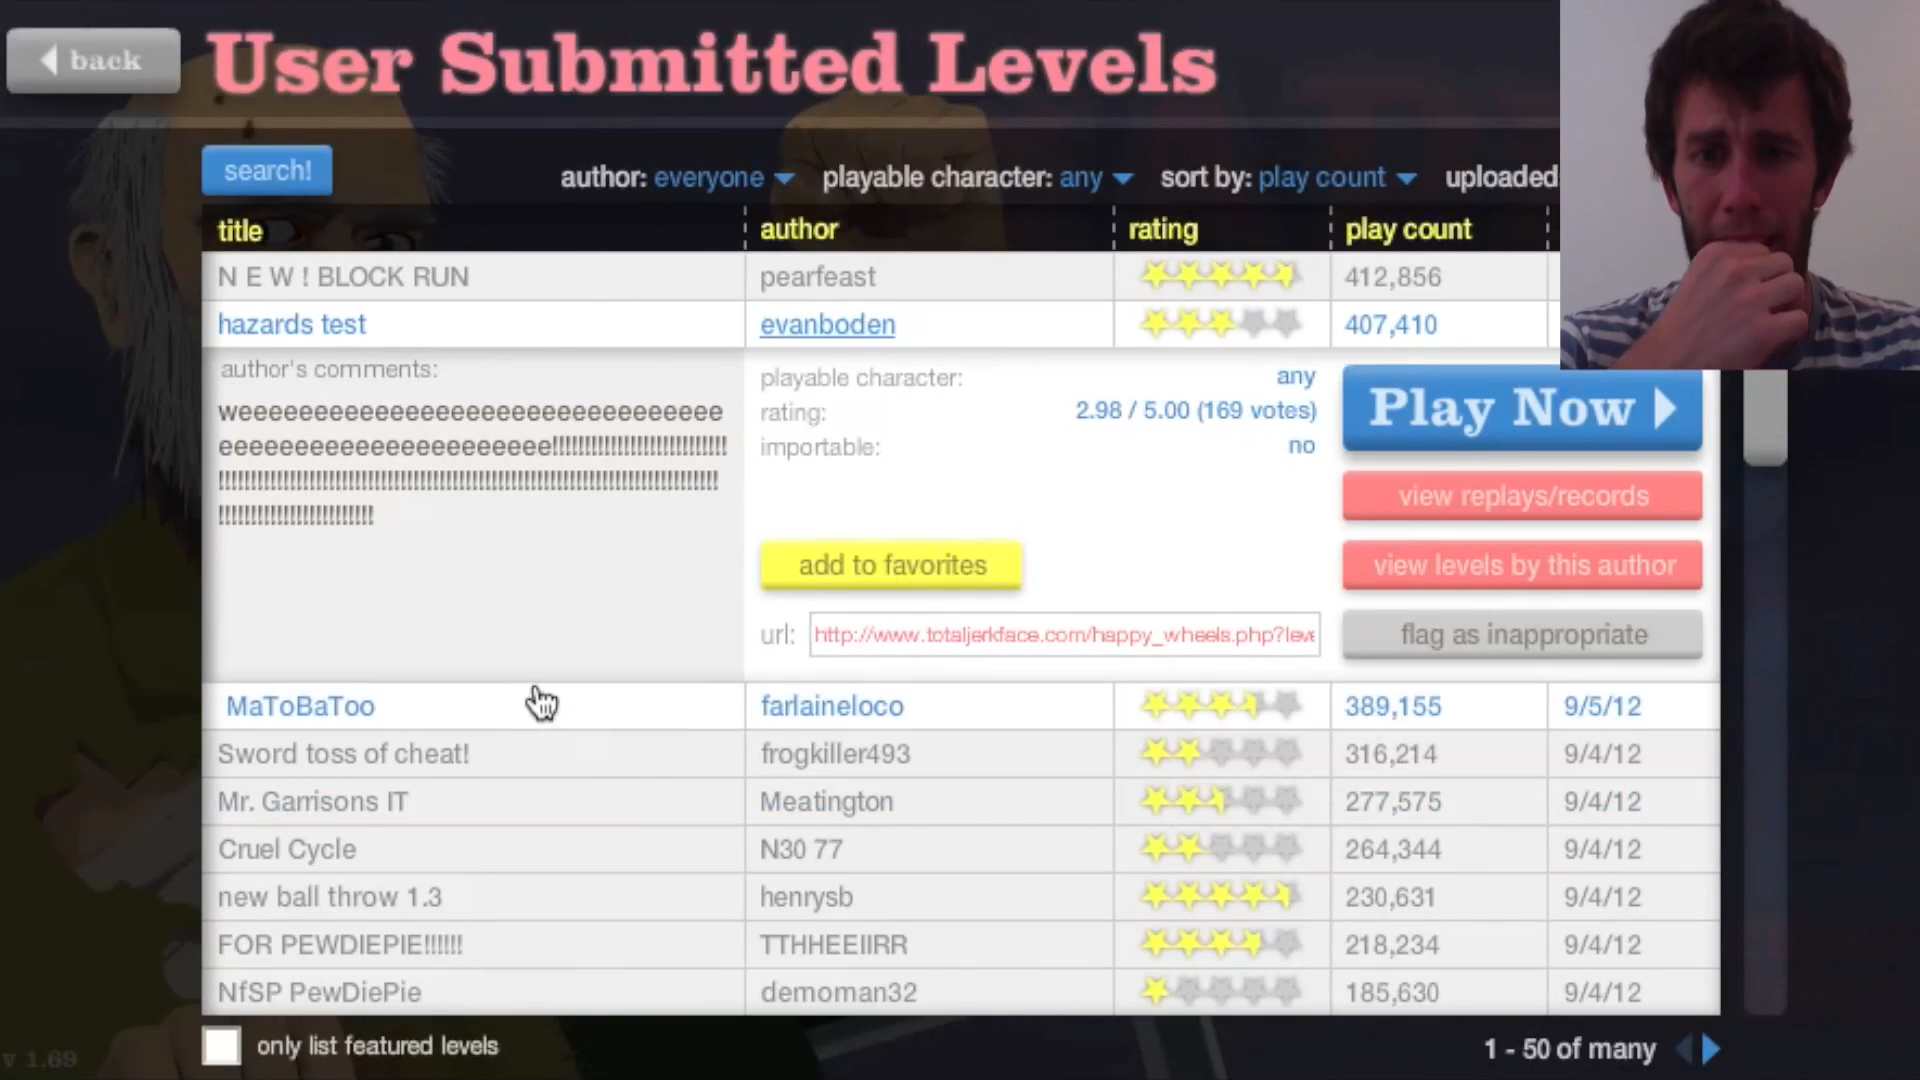 back
User Submitted Levels
search!
author: everyone playable character: any sort by: play count uploaded
title author rating play count
N E W ! BLOCK RUN pearfeast 412,856
hazards test evanboden 407,410
author's comments:
playable character: any
rating: 2.98 / 5.00 (169 votes)
importable: no
Play Now
view replays/records
add to favorites
view levels by this author
url: http://www.totaljerkface.com/happy_wheels.php?leve
flag as inappropriate
MaToBaToo farlaineloco 389,155 9/5/12
Sword toss of cheat! frogkiller493 316,214 9/4/12
Mr. Garrisons IT Meatington 277,575 9/4/12
Cruel Cycle N30 77 264,344 9/4/12
new ball throw 1.3 henrysb 230,631 9/4/12
FOR PEWDIEPIE!!!!!! TTHHEEIIRR 218,234 9/4/12
NfSP PewDiePie demoman32 185,630 9/4/12
only list featured levels
1 - 50 of many
v 1.69